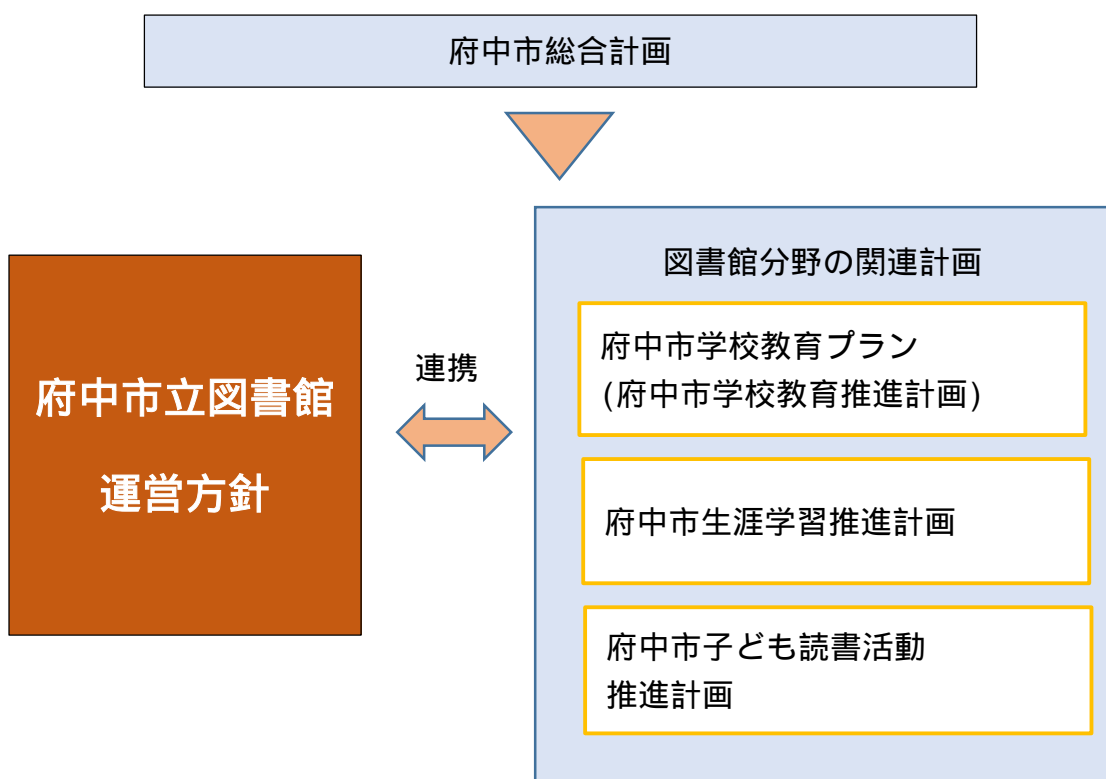 府中市総合計画
府中市立図書館
運営方針
連携
図書館分野の関連計画
府中市学校教育プラン
(府中市学校教育推進計画)
府中市生涯学習推進計画
府中市子ども読書活動
推進計画